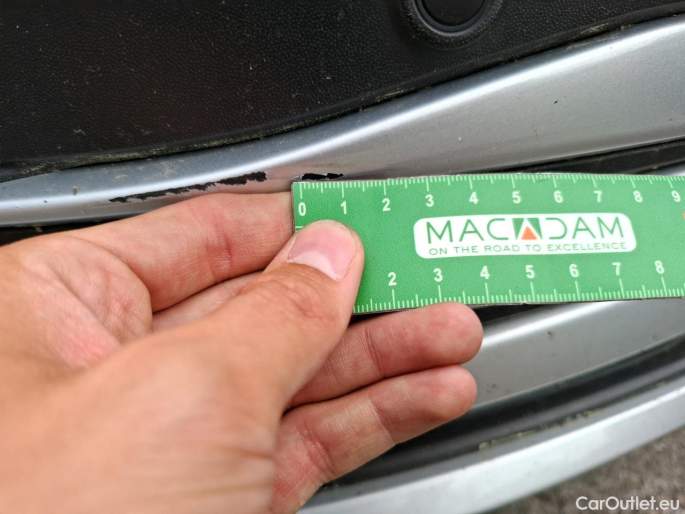 0 1 2 3 4 5 6 7 8 9
MACADAM
ON THE ROAD TO EXCELLENCE
2 3 4 5 6 7 8
CarOutlet.eu